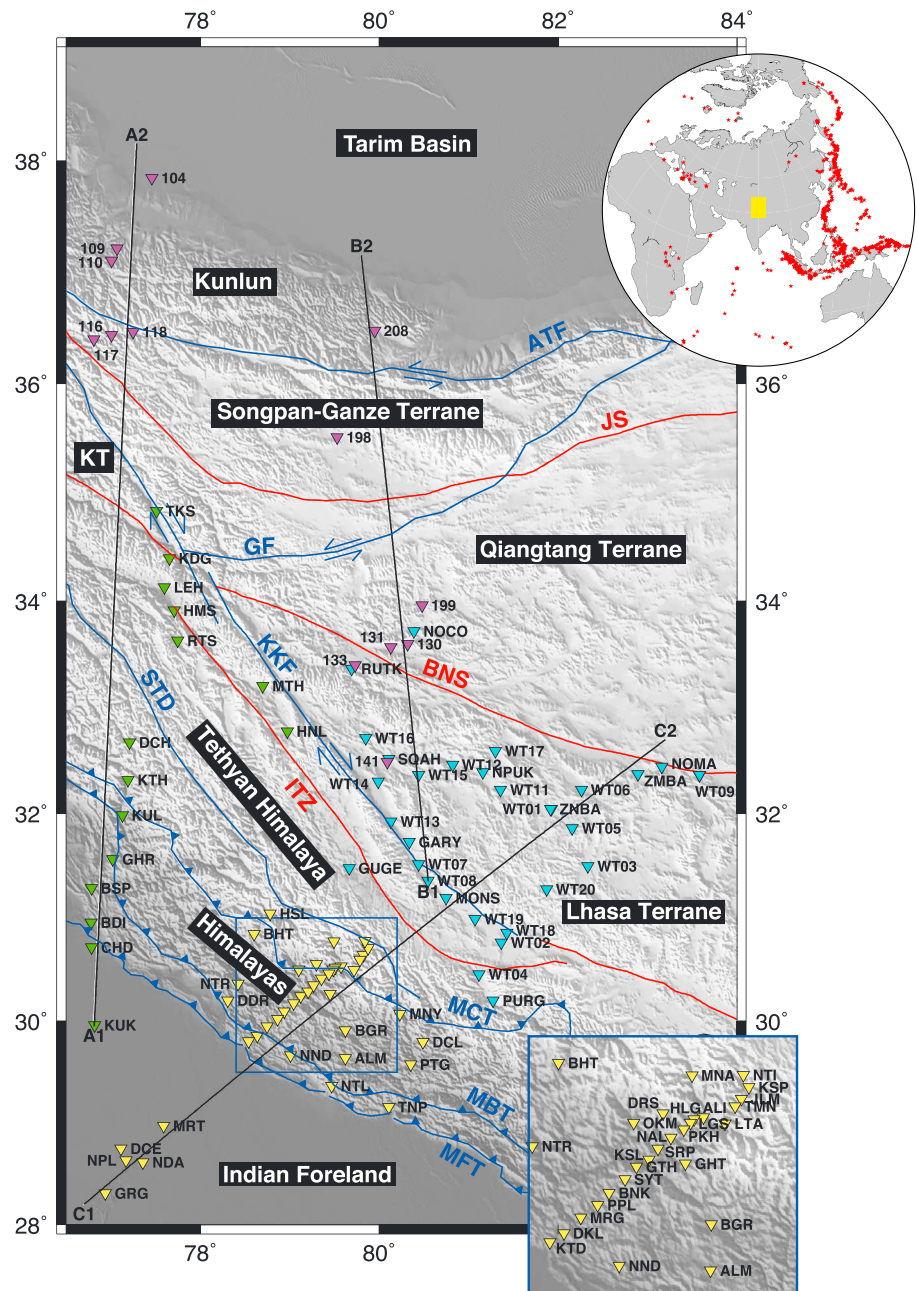 78
80
82
84
A2
Tarim Basin
38°
104
B2
109
110
Kunlun
116
118
117
208
ATF
36°
36°
Songpan-Ganze Terrane
JS
198
KT
TKS
GF
Qiangtang Terrane
KDG
LEH
34°
34°
199
HMS
NOCO
RTS
131
130
133
RUTK
KKF
BNS
MTH
STD
HNL
C2
DCH
WT16
WT17
SQAH
141
WT12
NOMA
WT15
NPUK
ZMBA
KTH
WT14
WT11
WT06
WT09
Tethyan Himalaya
ITZ
32°
32°
KUL
WT01
ZNBA
WT13
WT05
GARY
GHR
GUGE
WT07
WT03
BSP
WT08
B1
WT20
MONS
HSL
Lhasa Terrane
BDI
WT19
BHT
WT18
CHD
WT02
Himalayas
NTR
WT04
DDR
PURG
MCT
MNY
30°
30°
KUK
A1
BGR
DCL
NND
ALM
PTG
NTL
MBT
TNP
MRT
MFT
DCE
NPL
NDA
Indian Foreland
GRG
C1
28°
78
80
BHT
MNA
NTI
KSP
JLM
DRS
HLG
ALI
TMN
OKM
LGS
LTA
NTR
NAL
PKH
KSL
SRP
GTH
GHT
SYT
BNK
PPL
MRG
BGR
DKL
KTD
NND
ALM